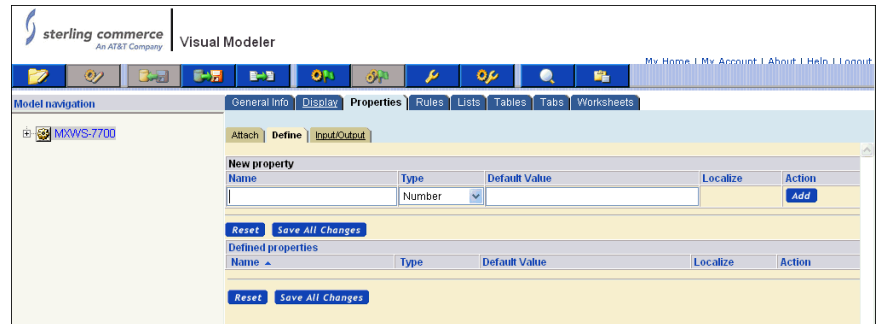 sterling commerce
An AT&T Company
Visual Modeler
My Home | My Account | About | Help | Logout
Model navigation
General Info Display Properties Rules Lists Tables Tabs Worksheets
MXWS-7700
Attach Define Input/Output
New property
Name Type Default Value Localize Action
Number Add
Reset Save All Changes
Defined properties
Name Type Default Value Localize Action
Reset Save All Changes